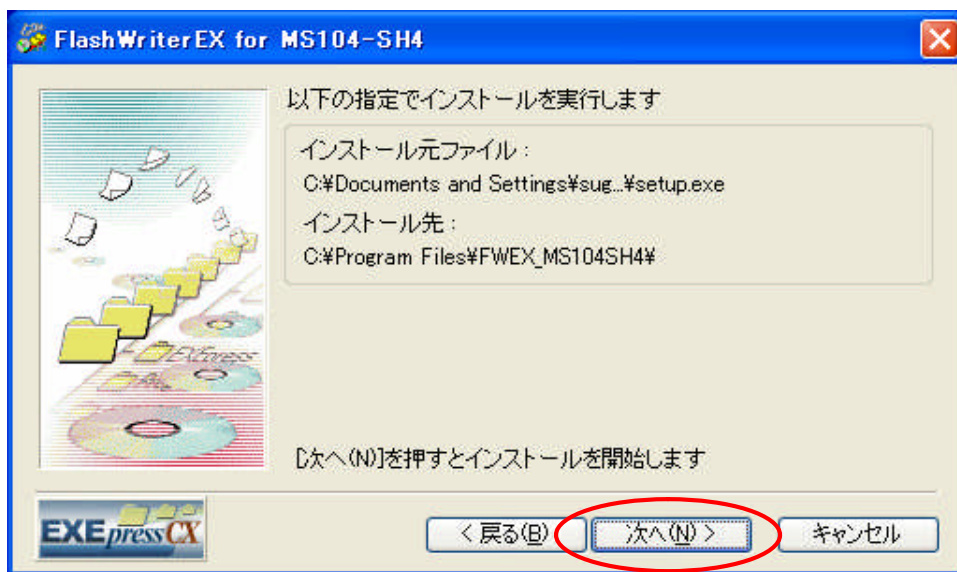 FlashWriterEX for MS104-SH4
以下の指定でインストールを実行します
インストール元ファイル：
C:¥Documents and Settings¥sug...¥setup.exe
インストール先：
C:¥Program Files¥FWEX_MS104SH4¥
[次へ(N)]を押すとインストールを開始します
EXEpress
EXEpressCX
< 戻る(B)
次へ(N) >
キャンセル